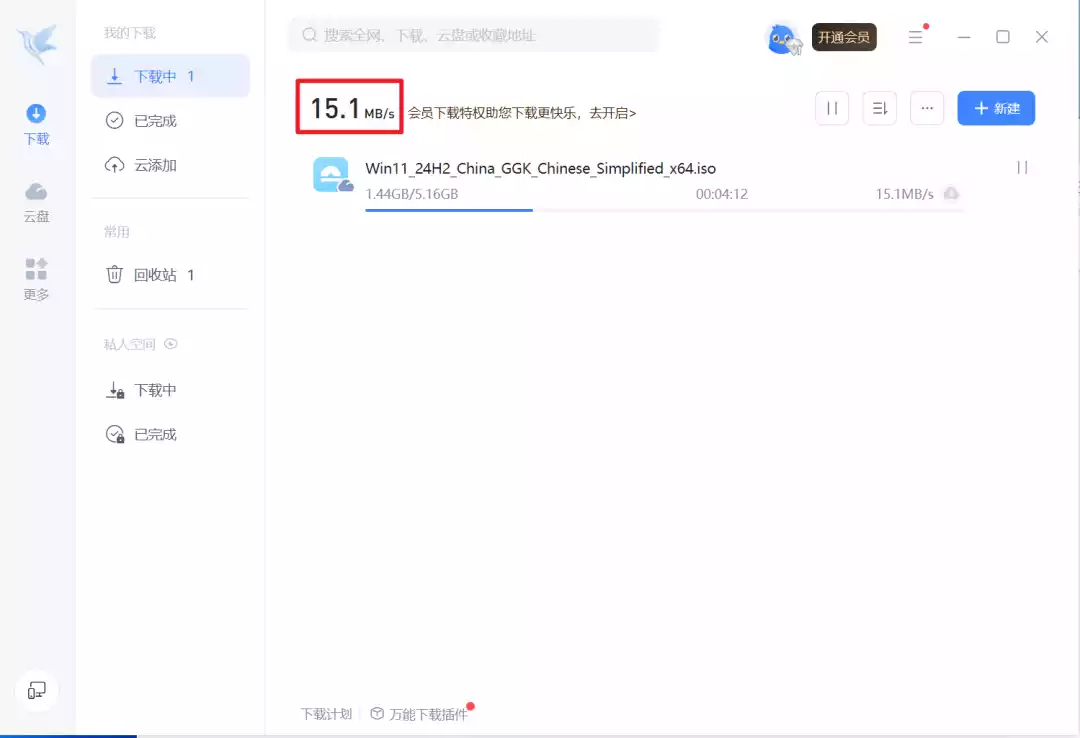 搜索全网、下载、云盘或收藏地址
开通会员
下载
云盘
更多
我的下载
下载中 1
已完成
云添加
常用
回收站 1
私人空间
下载中
已完成
15.1 MB/s 会员下载特权助您下载更快乐，去开启>
新建
Win11_24H2_China_GGK_Chinese_Simplified_x64.iso
1.44GB/5.16GB 00:04:12 15.1MB/s
下载计划 万能下载插件